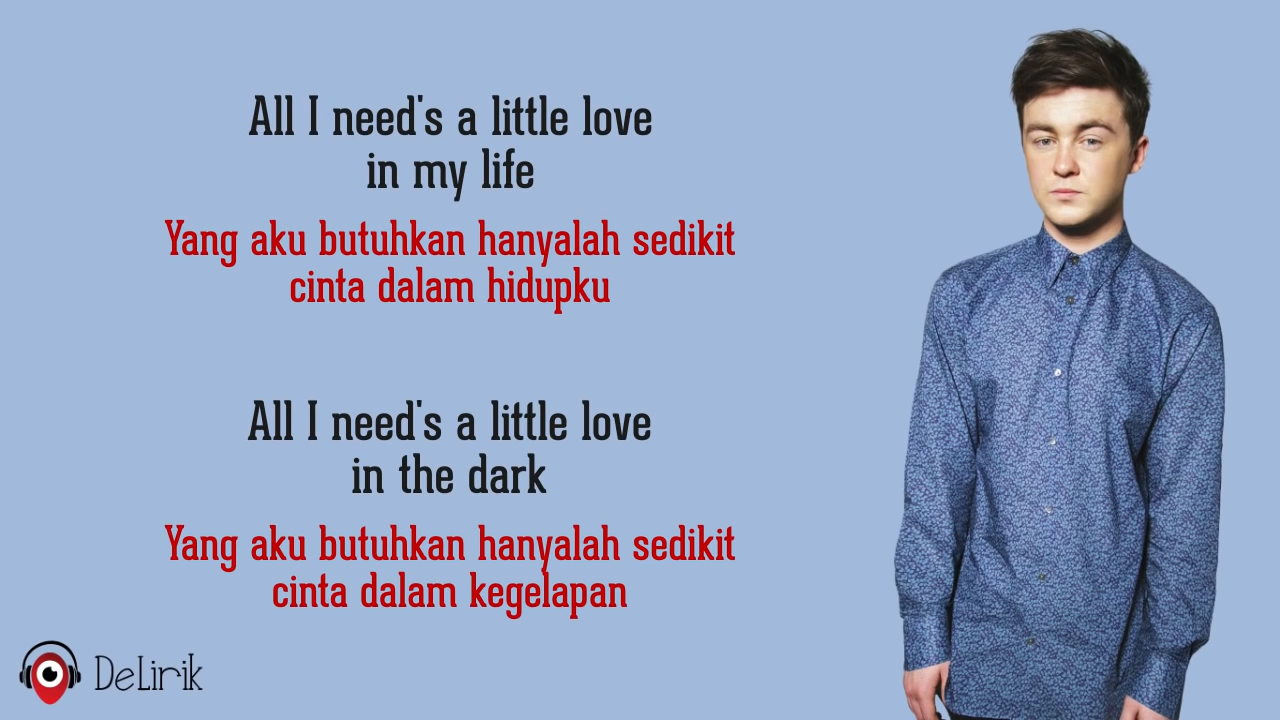 All I need's a little love
in my life
Yang aku butuhkan hanyalah sedikit
cinta dalam hidupku
All I need's a little love
in the dark
Yang aku butuhkan hanyalah sedikit
cinta dalam kegelapan
DeLirik